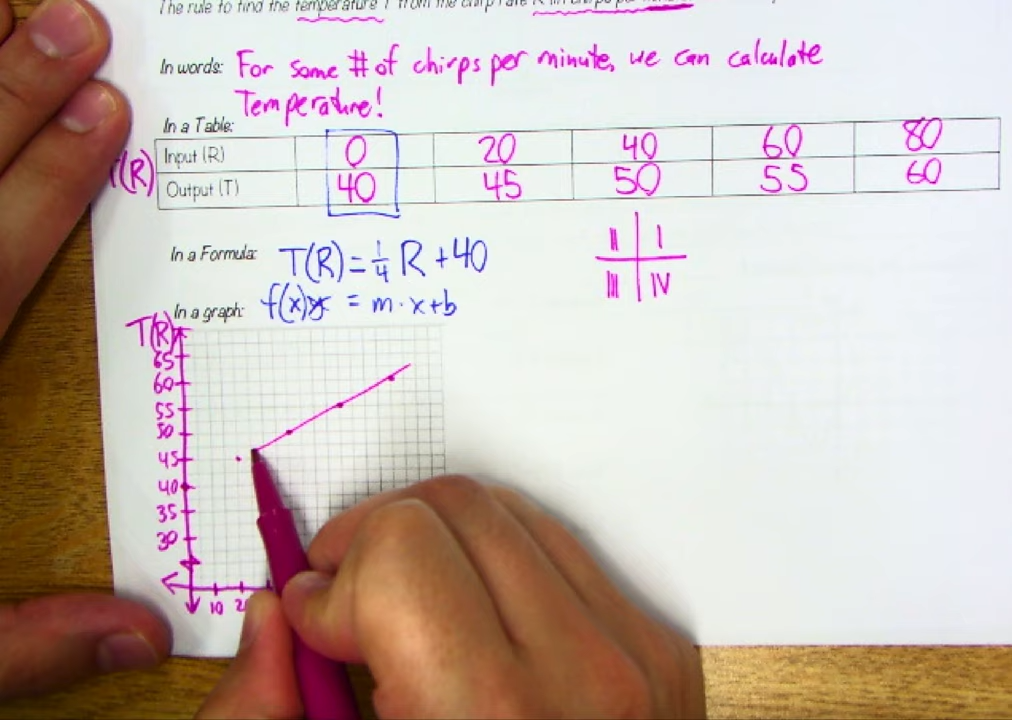 The rule to find the temperature T from the chirp rate R
In words: For some # of chirps per minute, we can calculate
Temperature!
In a Table:
Input (R) 0 20 40 60 80
T(R) Output (T) 40 45 50 55 60
II I
III IV
In a Formula: T(R) = 1/4 R + 40
In a graph: f(x) = m · x + b
T(R)
65
60
55
50
45
40
35
30
10